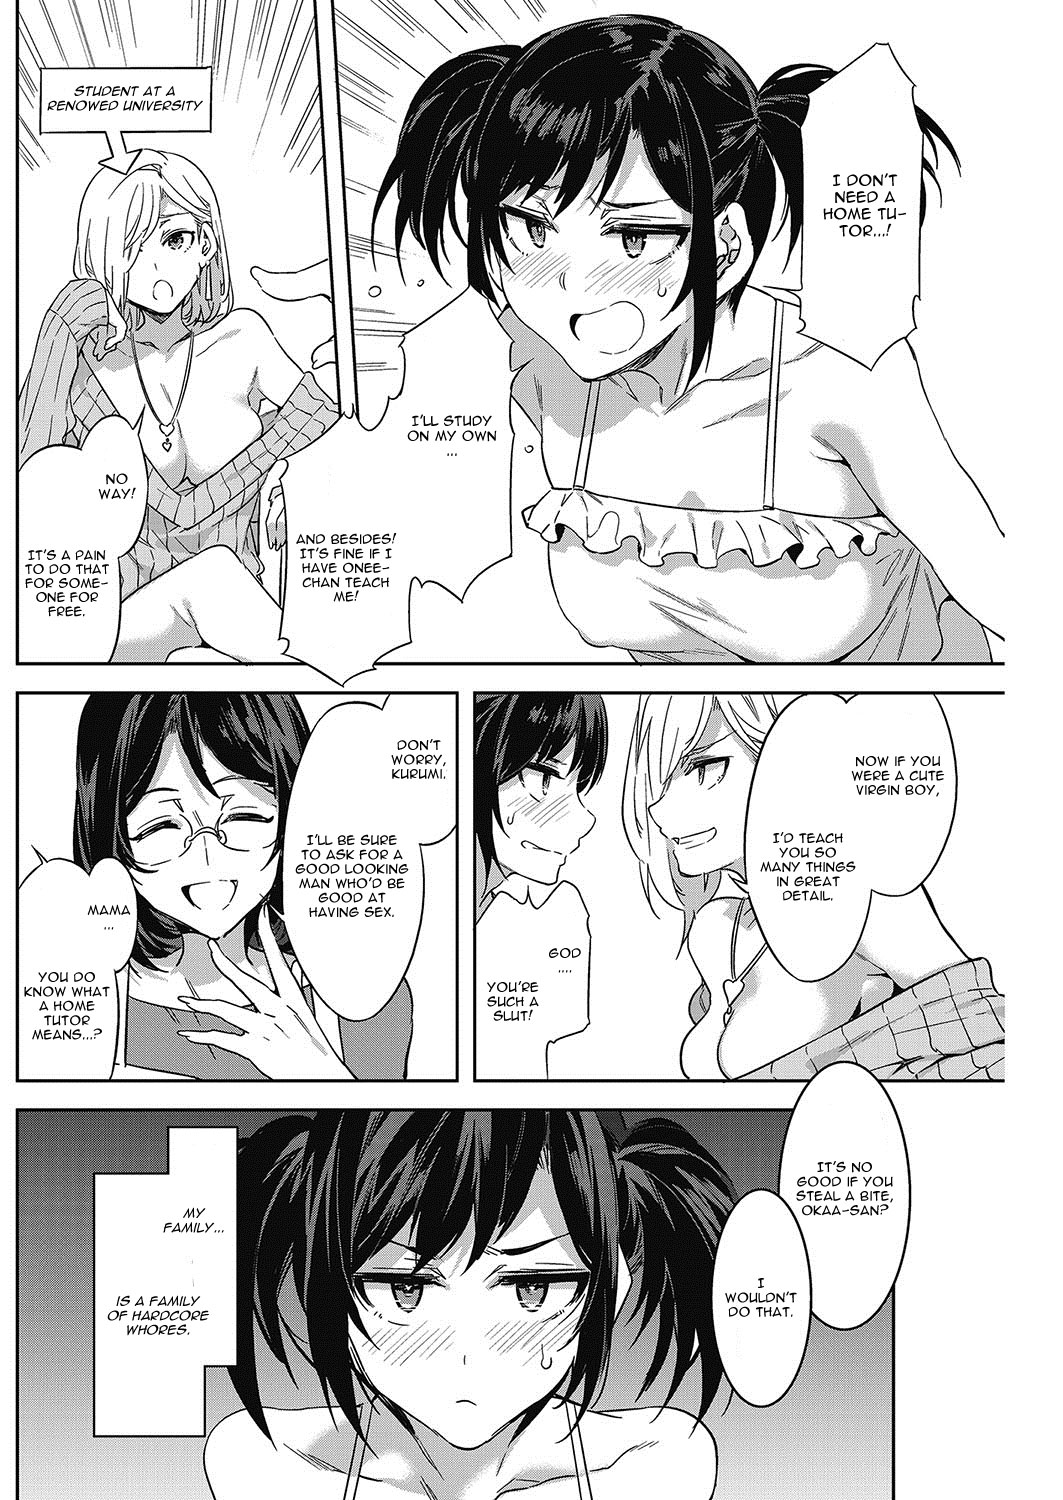 I DON'T
NEED A
HOME TU-
TOR...!
I'LL STUDY
ON MY OWN
...
AND BESIDES!
IT'S FINE IF I
HAVE ONEE-
CHAN TEACH
ME!
STUDENT AT A
RENOWED UNIVERSITY
NO
WAY!
IT'S A PAIN
TO DO THAT
FOR SOME-
ONE FOR
FREE.
NOW IF YOU
WERE A CUTE
VIRGIN BOY,
I'D TEACH
YOU SO
MANY THINGS
IN GREAT
DETAIL.
GOD
....
YOU'RE
SUCH A
SLUT!
DON'T
WORRY,
KURUMI.
I'LL BE SURE
TO ASK FOR A
GOOD LOOKING
MAN WHO'D BE
GOOD AT
HAVING SEX.
MAMA
...
YOU DO
KNOW WHAT
A HOME
TUTOR
MEANS...?
IT'S NO
GOOD IF YOU
STEAL A BITE,
OKAA-SAN?
I
WOULDN'T
DO THAT.
MY
FAMILY...
IS A FAMILY
OF HARDCORE
WHORES.